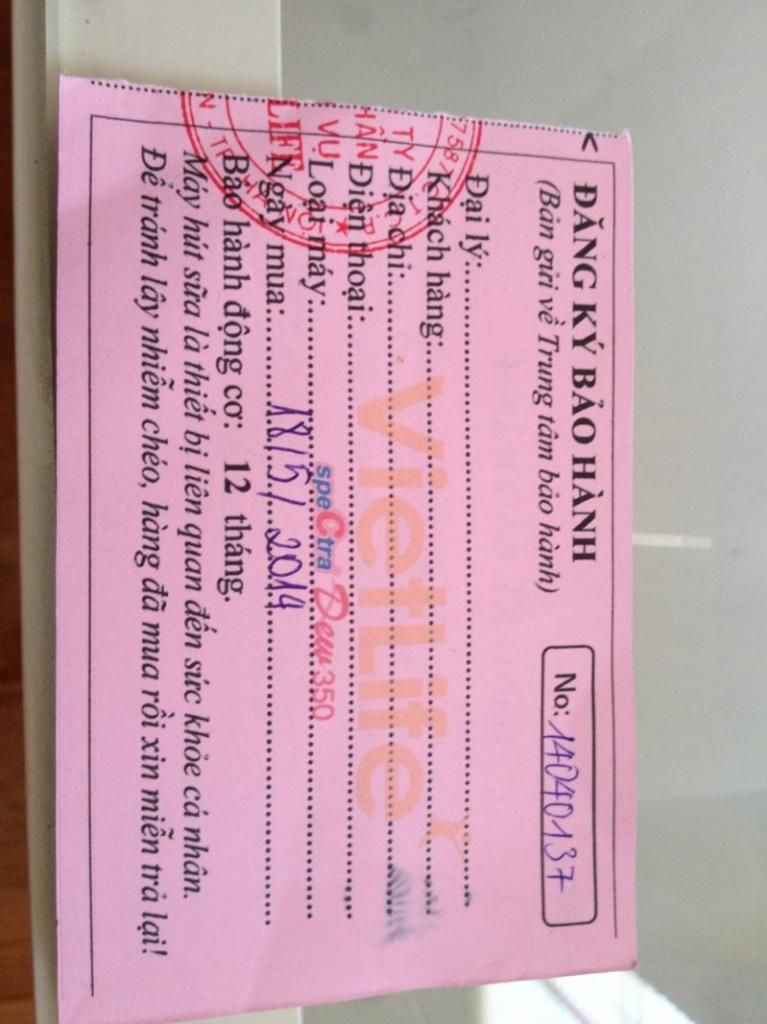 ĐĂNG KÝ BẢO HÀNH
(Bản gửi về Trung tâm bảo hành)
No: 14040137
Đại lý:
Khách hàng:
Địa chỉ:
Điện thoại:
Loại máy: speCtra Dew 350
Ngày mua: 18/5/2014
Bảo hành động cơ: 12 tháng.
Máy hút sữa là thiết bị liên quan đến sức khỏe cá nhân.
Để tránh lây nhiễm chéo, hàng đã mua rồi xin miễn trả lại!
VietLife